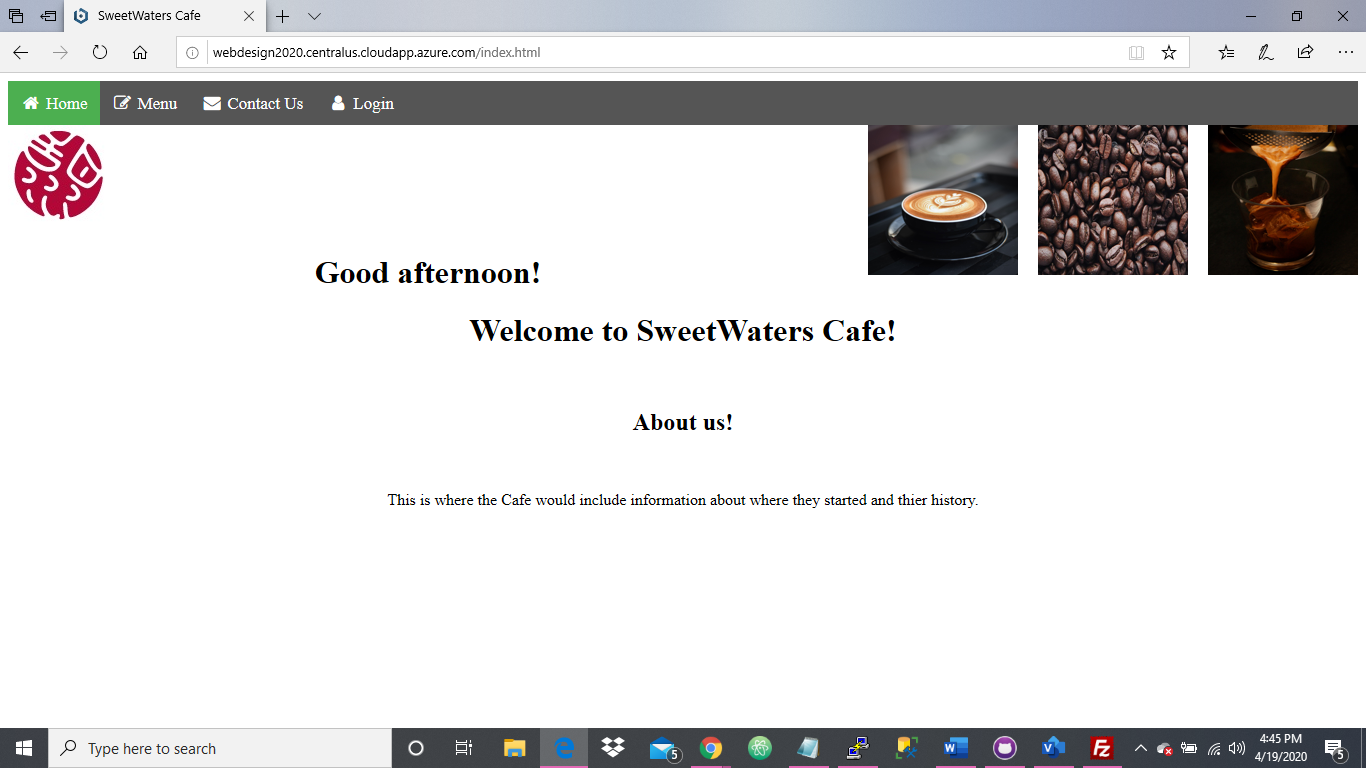 SweetWaters Cafe
webdesign2020.centralus.cloudapp.azure.com/index.html
Home Menu Contact Us Login
Good afternoon!
Welcome to SweetWaters Cafe!
About us!
This is where the Cafe would include information about where they started and thier history.
Type here to search
5
4:45 PM
4/19/2020
5